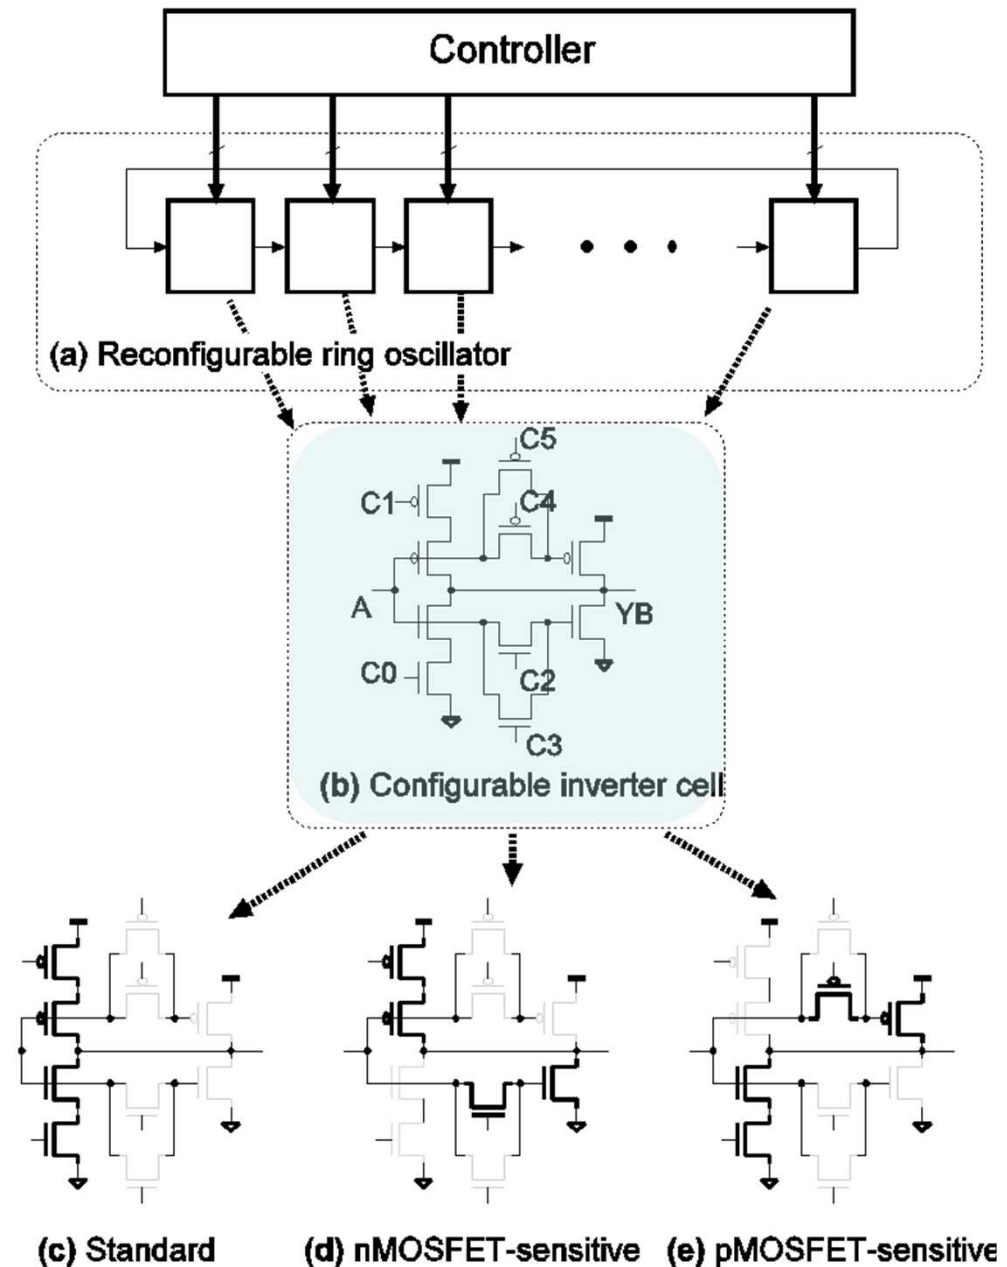 Controller
(a) Reconfigurable ring oscillator
C5
C1
C4
A
YB
C0
C2
C3
(b) Configurable inverter cell
(c) Standard (d) nMOSFET-sensitive (e) pMOSFET-sensitive